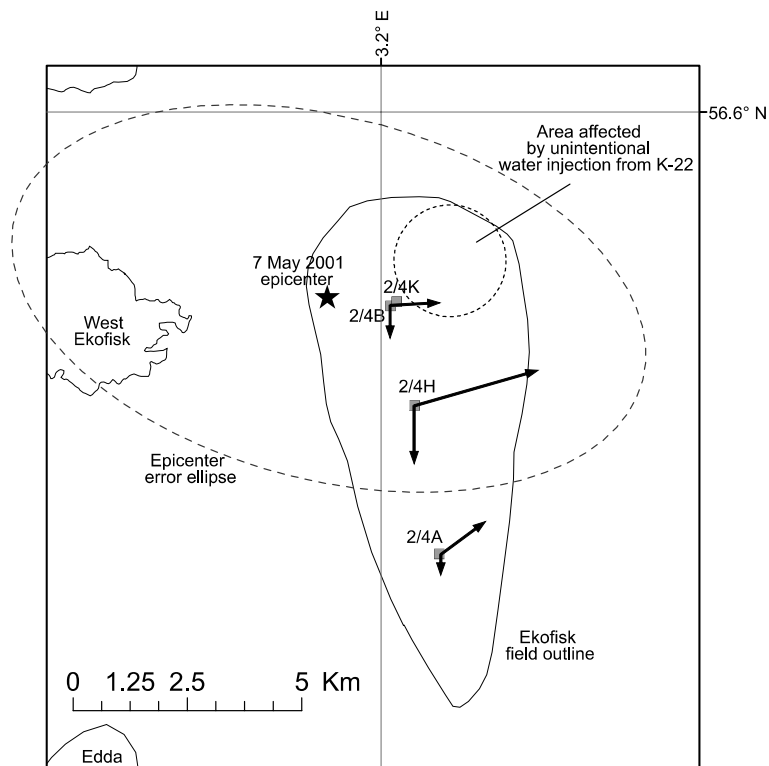 3.2° E
56.6° N
Area affected
by unintentional
water injection from K-22
7 May 2001
epicenter
2/4K
2/4B
West
Ekofisk
2/4H
Epicenter
error ellipse
2/4A
Ekofisk
field outline
0 1.25 2.5 5 Km
Edda